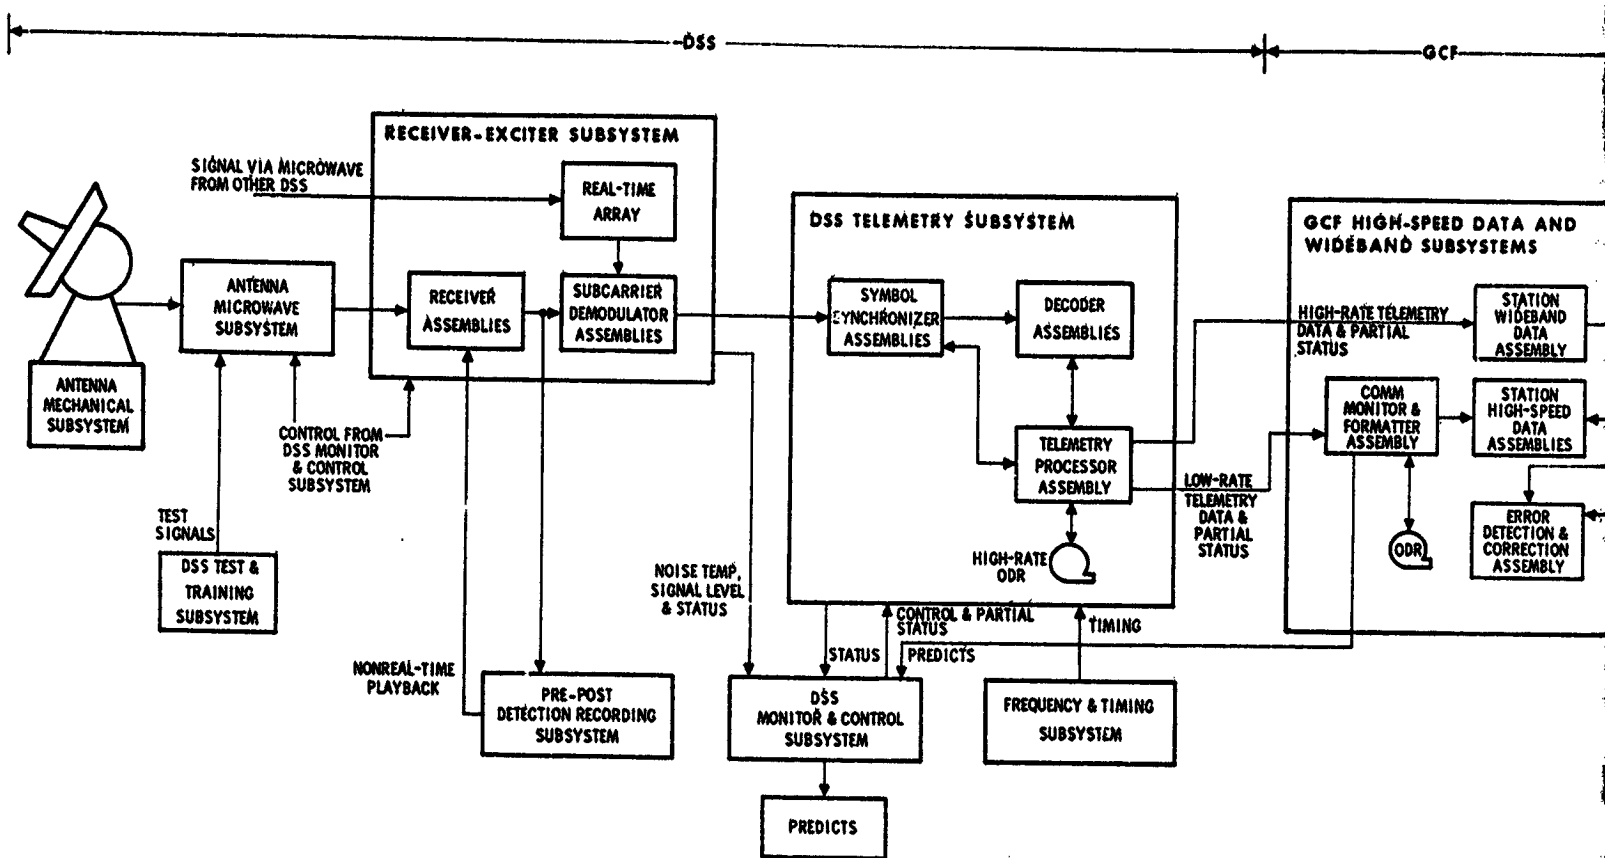 DSS
GCF
RECEIVER-EXCITER SUBSYSTEM
SIGNAL VIA MICROWAVE
FROM OTHER DSS
REAL-TIME
ARRAY
ANTENNA
MICROWAVE
SUBSYSTEM
RECEIVER
ASSEMBLIES
SUBCARRIER
DEMODULATOR
ASSEMBLIES
ANTENNA
MECHANICAL
SUBSYSTEM
CONTROL FROM
DSS MONITOR
& CONTROL
SUBSYSTEM
TEST
SIGNALS
DSS TEST &
TRAINING
SUBSYSTEM
NONREAL-TIME
PLAYBACK
PRE-POST
DETECTION RECORDING
SUBSYSTEM
NOISE TEMP,
SIGNAL LEVEL
& STATUS
DSS TELEMETRY SUBSYSTEM
SYMBOL
SYNCHRONIZER
ASSEMBLIES
DECODER
ASSEMBLIES
TELEMETRY
PROCESSOR
ASSEMBLY
HIGH-RATE
ODR
STATUS
CONTROL & PARTIAL
STATUS
PREDICTS
TIMING
DSS
MONITOR & CONTROL
SUBSYSTEM
FREQUENCY & TIMING
SUBSYSTEM
PREDICTS
GCF HIGH-SPEED DATA AND
WIDEBAND SUBSYSTEMS
HIGH-RATE TELEMETRY
DATA & PARTIAL
STATUS
STATION
WIDEBAND
DATA
ASSEMBLY
COMM
MONITOR &
FORMATTER
ASSEMBLY
STATION
HIGH-SPEED
DATA
ASSEMBLIES
LOW-RATE
TELEMETRY
DATA &
PARTIAL
STATUS
ODR
ERROR
DETECTION &
CORRECTION
ASSEMBLY